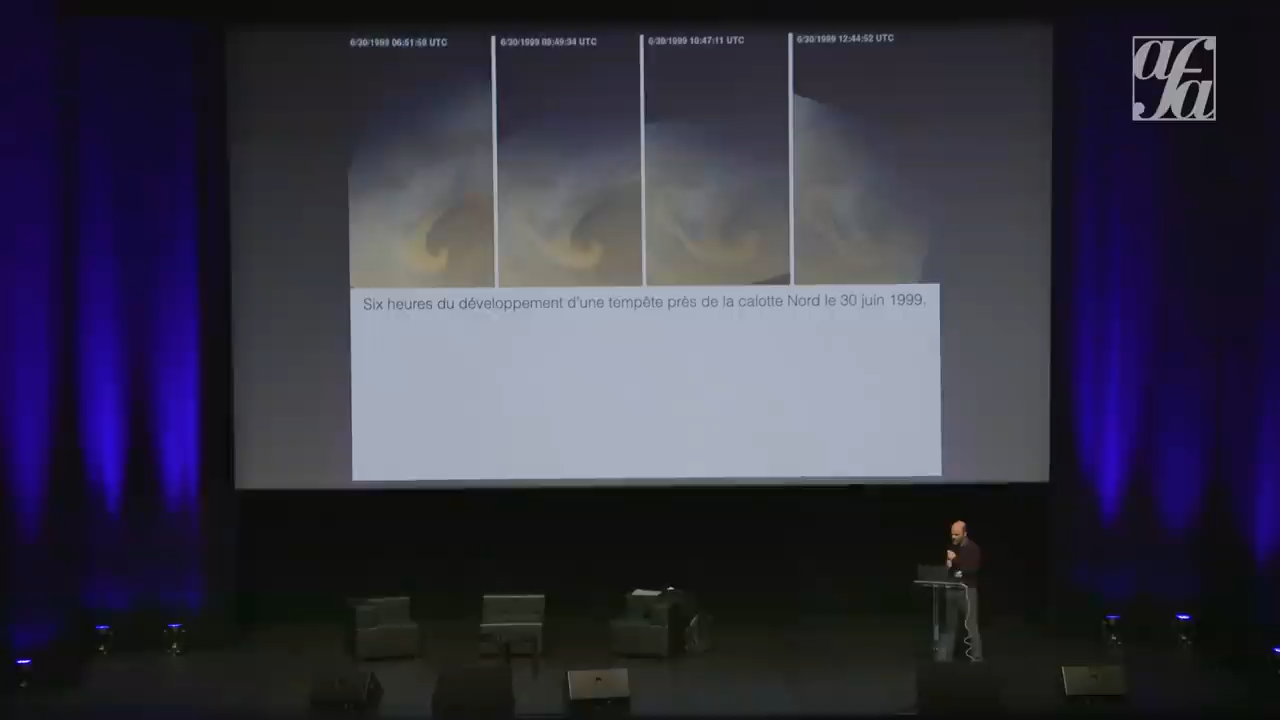 6/30/1999 06:51:58 UTC
6/30/1999 08:49:34 UTC
6/30/1999 10:47:11 UTC
6/30/1999 12:44:52 UTC
afa
Six heures du développement d'une tempête près de la calotte Nord le 30 juin 1999.